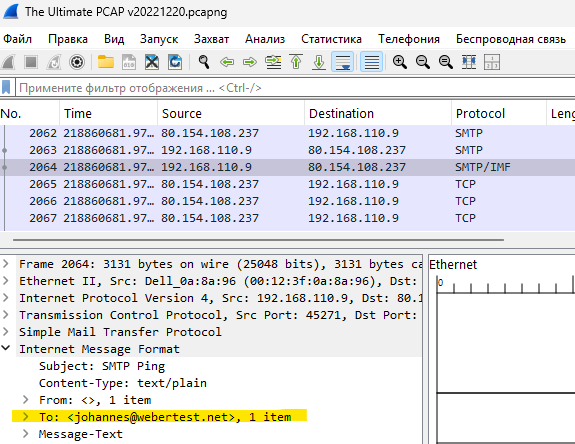 The Ultimate PCAP v20221220.pcapng
Файл Правка Вид Запуск Захват Анализ Статистика Телефония Беспроводная связь
Примените фильтр отображения ... <Ctrl-/>
No. Time Source Destination Protocol Leng
2062 218860681.97… 80.154.108.237 192.168.110.9 SMTP
2063 218860681.97… 192.168.110.9 80.154.108.237 SMTP
2064 218860681.97… 192.168.110.9 80.154.108.237 SMTP/IMF
2065 218860681.97… 80.154.108.237 192.168.110.9 TCP
2066 218860681.97… 80.154.108.237 192.168.110.9 TCP
2067 218860681.97… 80.154.108.237 192.168.110.9 TCP
Frame 2064: 3131 bytes on wire (25048 bits), 3131 bytes ca
Ethernet II, Src: Dell_0a:8a:96 (00:12:3f:0a:8a:96), Dst:
Internet Protocol Version 4, Src: 192.168.110.9, Dst: 80.1
Transmission Control Protocol, Src Port: 45271, Dst Port:
Simple Mail Transfer Protocol
Internet Message Format
Subject: SMTP Ping
Content-Type: text/plain
From: <>, 1 item
To: <johannes@webertest.net>, 1 item
Message-Text
Ethernet
0